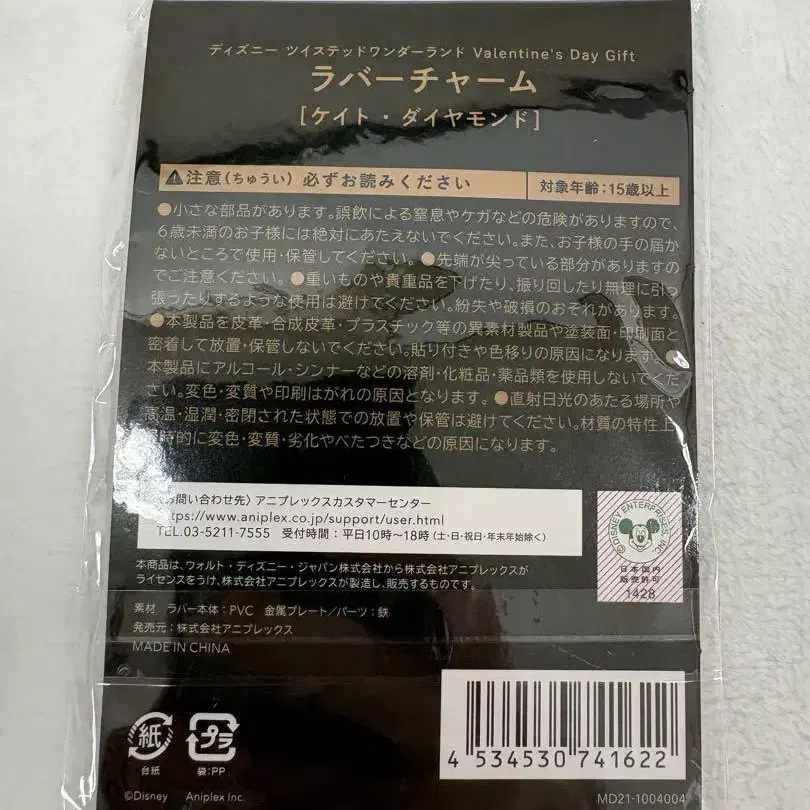 ディズニー ツイステッドワンダーランド Valentine's Day Gift
ラバーチャーム
[ケイト・ダイヤモンド]
注意(ちゅうい) 必ずお読みください
対象年齢:15歳以上
●小さな部品があります。誤飲による窒息やケガなどの危険がありますので、
6歳未満のお子様には絶対にあたえないでください。また、お子様の手の届か
ないところで使用・保管してください。●先端が尖っている部分がありますの
でご注意ください。●重いものや貴重品を下げたり、振り回したり無理に引っ
張ったりするような使用は避けてください。紛失や破損のおそれがあります。
●本製品を皮革・合成皮革・プラスチック等の異素材製品や塗装面・印刷面と
密着して放置・保管しないでください。貼り付きや色移りの原因になります。●
本製品にアルコール・シンナーなどの溶剤・化粧品・薬品類を使用しないでくだ
さい。変色・変質や印刷はがれの原因となります。●直射日光のあたる場所や
高温・湿潤・密閉された状態での放置や保管は避けてください。材質の特性上
時的に変色・変質・劣化やべたつきなどの原因になります。
〈お問い合わせ先〉アニプレックスカスタマーセンター
https://www.aniplex.co.jp/support/user.html
TEL.03-5211-7555 受付時間:平日10時～18時(土・日・祝日・年末年始除く)
©DISNEY ENTERPRISES, INC.
日本国内
販売許可
1428
本商品は、ウォルト・ディズニー・ジャパン株式会社から株式会社アニプレックスが
ライセンスをうけ、株式会社アニプレックスが製造し、販売するものです。
素材 ラバー本体:PVC 金属プレート/パーツ:鉄
発売元:株式会社アニプレックス
MADE IN CHINA
紙
台紙
プラ
袋:PP
4 534530 741622
©Disney Aniplex Inc.
MD21-1004004